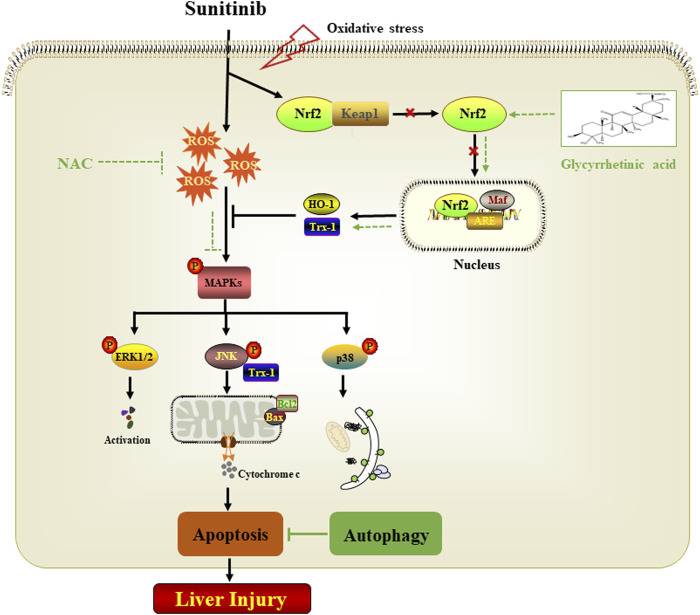 Sunitinib
Oxidative stress
Nrf2
Keap1
Nrf2
Glycyrrhetinic acid
NAC
ROS
ROS
ROS
HO-1
Trx-1
Nrf2
Maf
ARE
Nucleus
P
MAPKs
P
ERK1/2
JNK
P
Trx-1
p38
P
Activation
Bcl2
Bax
Cytochrome c
Apoptosis
Autophagy
Liver Injury